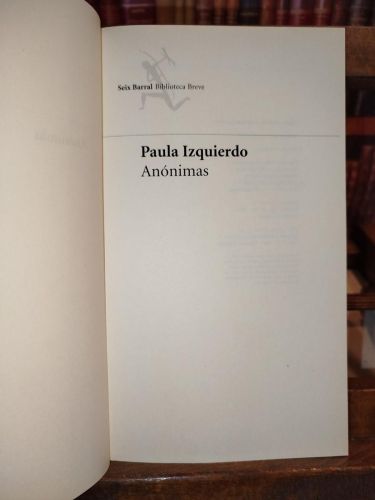 Seix Barral Biblioteca Breve
Paula Izquierdo
Anónimas